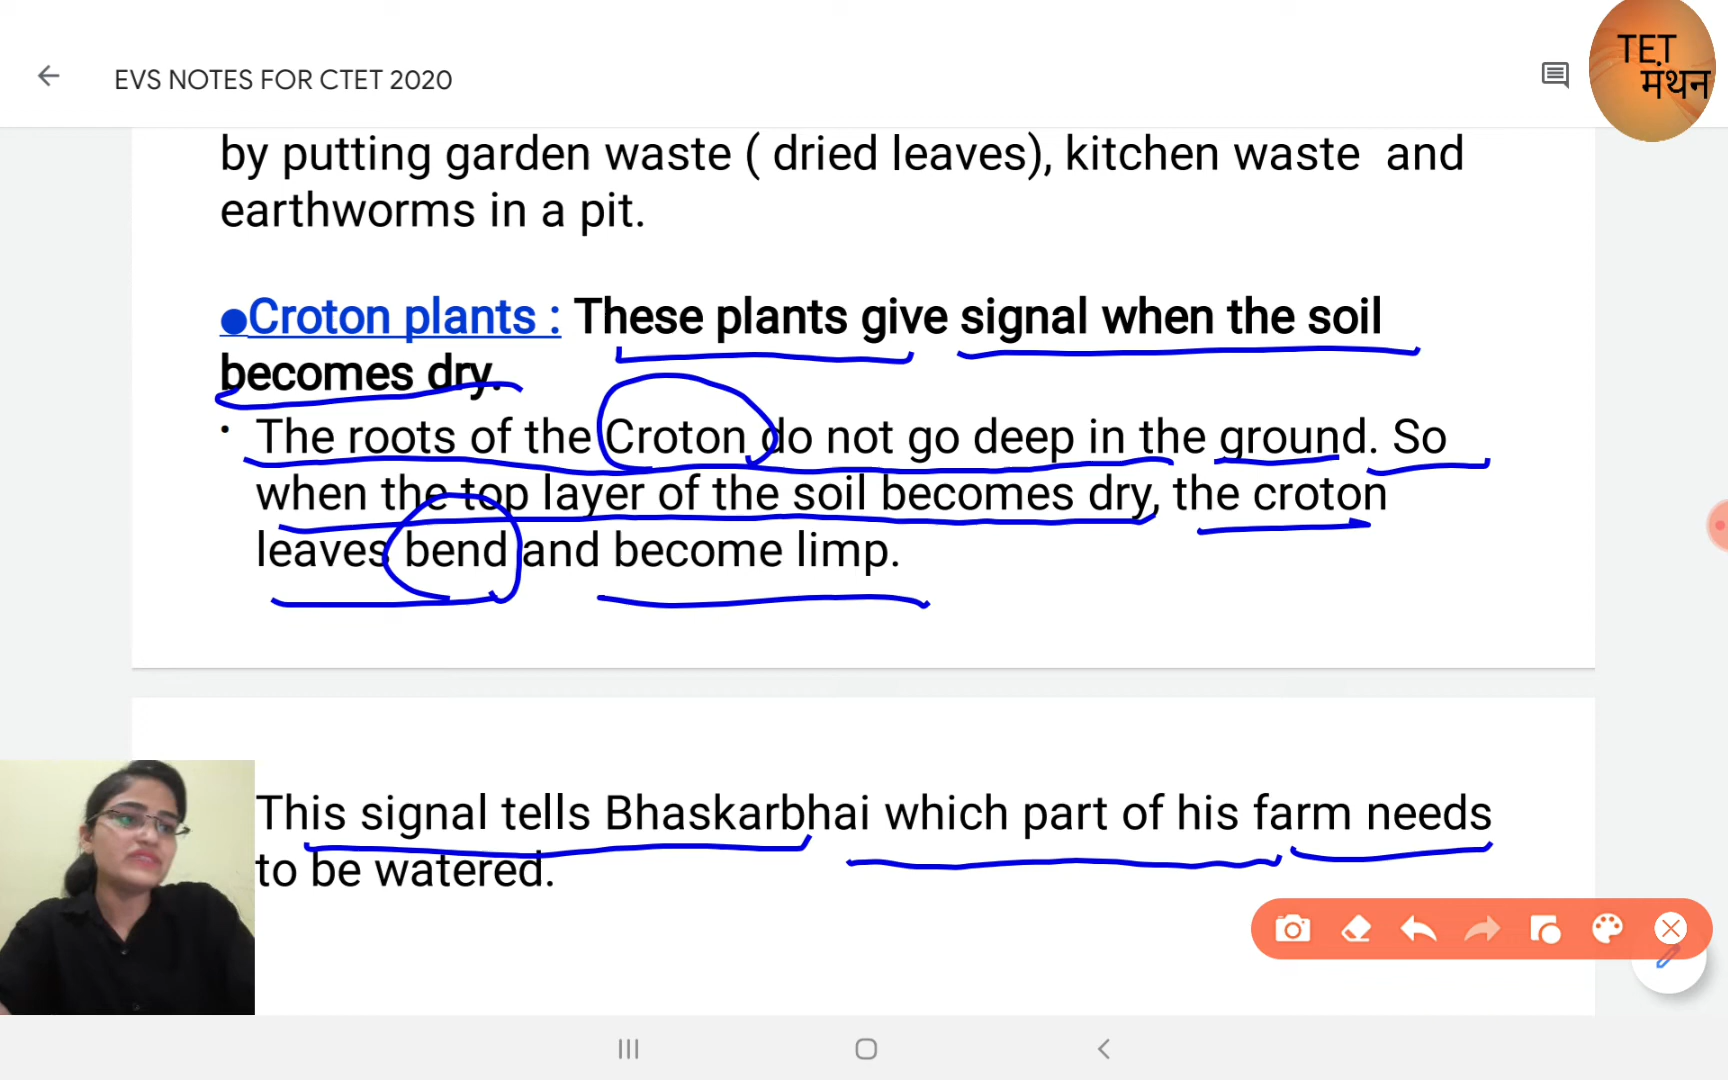 EVS NOTES FOR CTET 2020
TET
मंथन
by putting garden waste ( dried leaves), kitchen waste and
earthworms in a pit.
●Croton plants : These plants give signal when the soil
becomes dry.
• The roots of the Croton do not go deep in the ground. So
when the top layer of the soil becomes dry, the croton
leaves bend and become limp.
This signal tells Bhaskarbhai which part of his farm needs
to be watered.